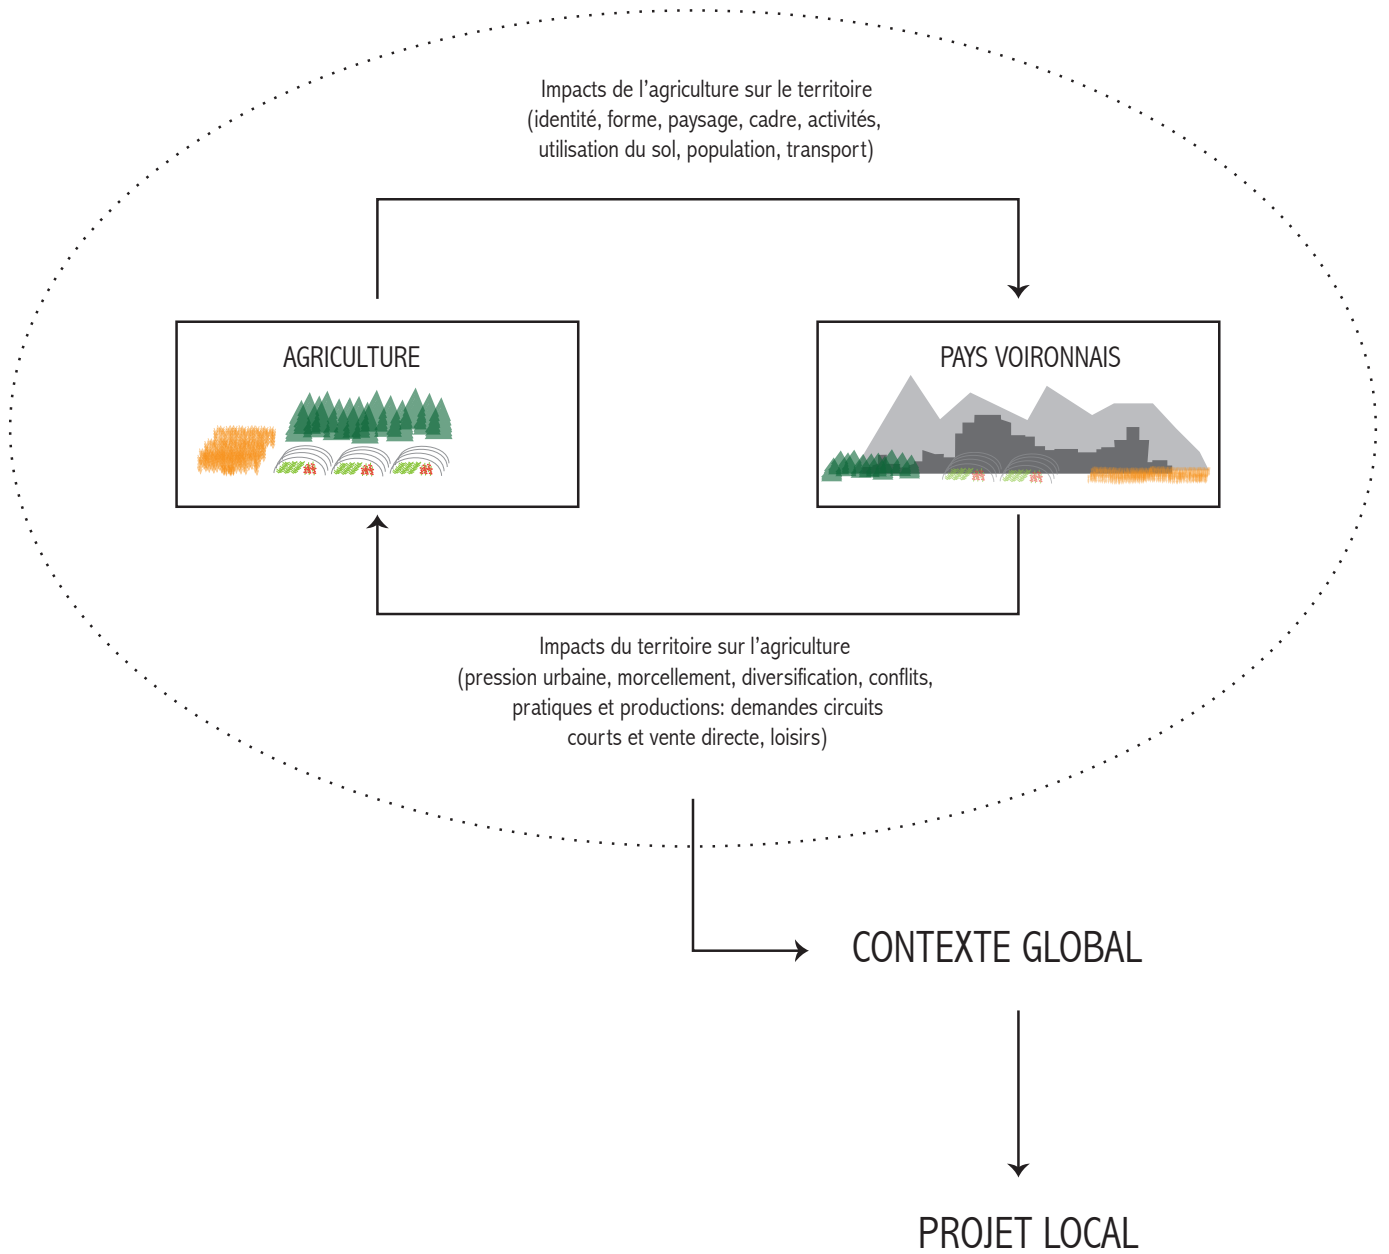 Impacts de l’agriculture sur le territoire
(identité, forme, paysage, cadre, activités,
utilisation du sol, population, transport)
AGRICULTURE
PAYS VOIRONNAIS
Impacts du territoire sur l’agriculture
(pression urbaine, morcellement, diversification, conflits,
pratiques et productions: demandes circuits
courts et vente directe, loisirs)
CONTEXTE GLOBAL
PROJET LOCAL